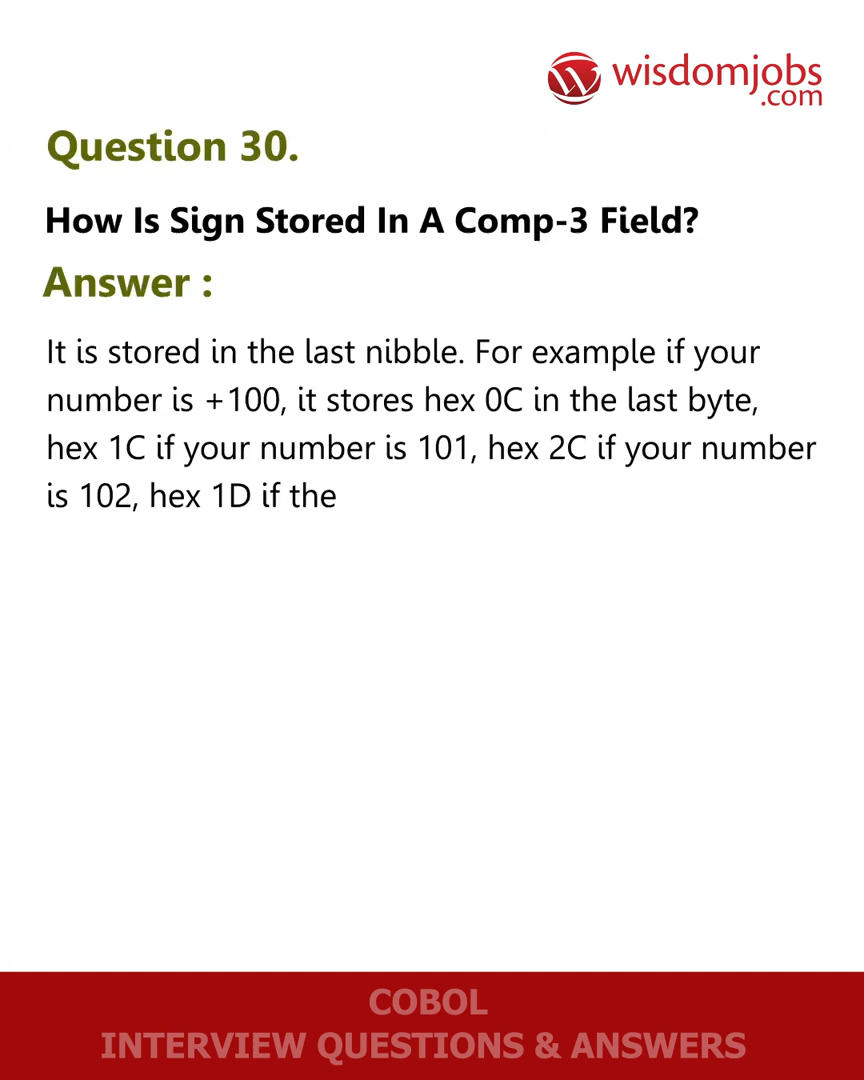 wisdomjobs
.com
Question 30.
How Is Sign Stored In A Comp-3 Field?
Answer :
It is stored in the last nibble. For example if your
number is +100, it stores hex 0C in the last byte,
hex 1C if your number is 101, hex 2C if your number
is 102, hex 1D if the
COBOL
INTERVIEW QUESTIONS & ANSWERS